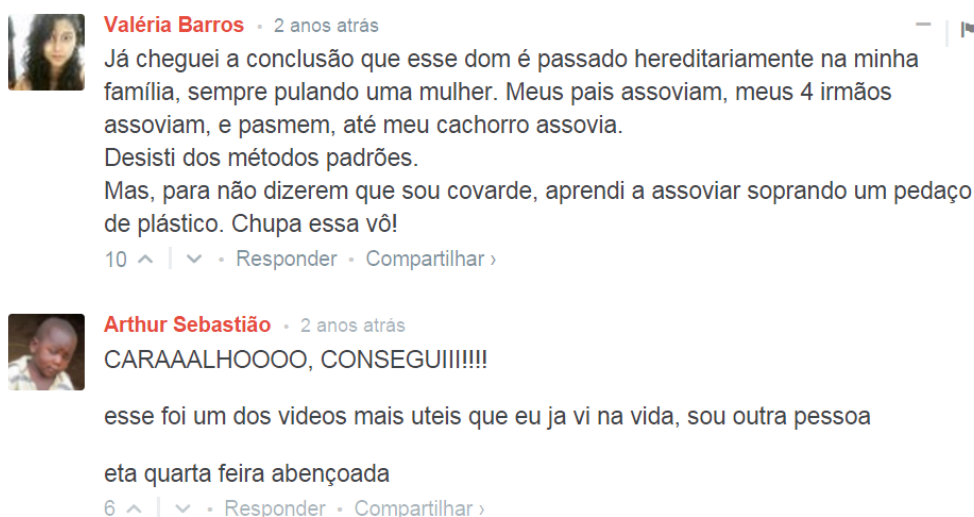 Valéria Barros • 2 anos atrás
Já cheguei a conclusão que esse dom é passado hereditariamente na minha
família, sempre pulando uma mulher. Meus pais assoviam, meus 4 irmãos
assoviam, e pasmem, até meu cachorro assovia.
Desisti dos métodos padrões.
Mas, para não dizerem que sou covarde, aprendi a assoviar soprando um pedaço
de plástico. Chupa essa vô!
10 • Responder • Compartilhar ›
Arthur Sebastião • 2 anos atrás
CARAAALHOOOO, CONSEGUIII!!!!
esse foi um dos videos mais uteis que eu ja vi na vida, sou outra pessoa
eta quarta feira abençoada
6 • Responder • Compartilhar ›